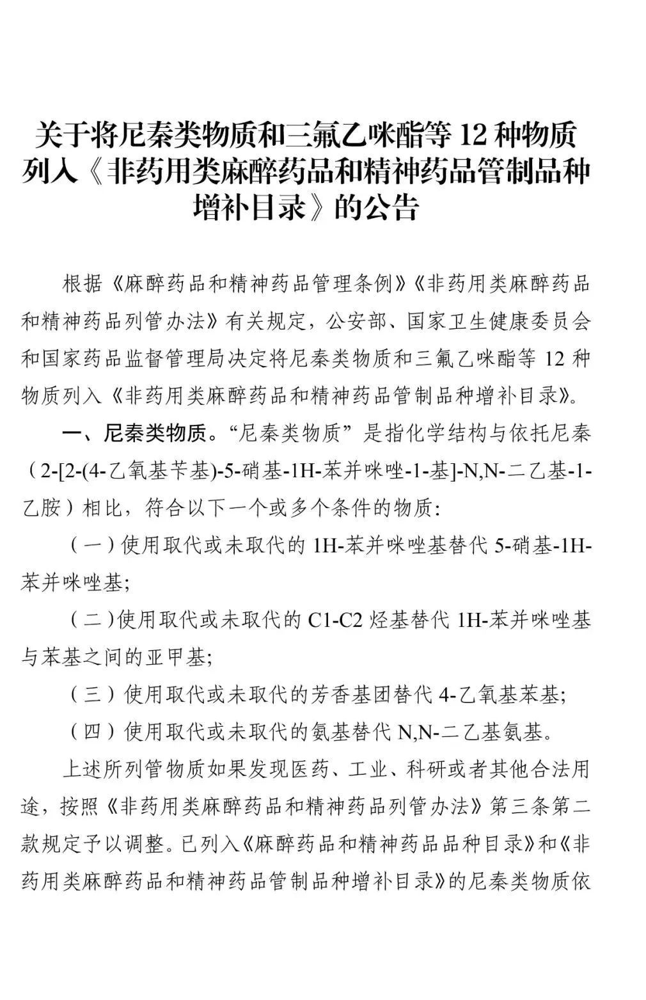 关于将尼秦类物质和三氟乙咪酯等 12 种物质
列入《非药用类麻醉药品和精神药品管制品种
增补目录》的公告
根据《麻醉药品和精神药品管理条例》《非药用类麻醉药品
和精神药品列管办法》有关规定，公安部、国家卫生健康委员会
和国家药品监督管理局决定将尼秦类物质和三氟乙咪酯等 12 种
物质列入《非药用类麻醉药品和精神药品管制品种增补目录》。
一、尼秦类物质。“尼秦类物质”是指化学结构与依托尼秦
（2-[2-(4-乙氧基苄基)-5-硝基-1H-苯并咪唑-1-基]-N,N-二乙基-1-
乙胺）相比，符合以下一个或多个条件的物质：
（一）使用取代或未取代的 1H-苯并咪唑基替代 5-硝基-1H-
苯并咪唑基；
（二）使用取代或未取代的 C1-C2 烃基替代 1H-苯并咪唑基
与苯基之间的亚甲基；
（三）使用取代或未取代的芳香基团替代 4-乙氧基苯基；
（四）使用取代或未取代的氨基替代 N,N-二乙基氨基。
上述所列管物质如果发现医药、工业、科研或者其他合法用
途，按照《非药用类麻醉药品和精神药品列管办法》第三条第二
款规定予以调整。已列入《麻醉药品和精神药品品种目录》和《非
药用类麻醉药品和精神药品管制品种增补目录》的尼秦类物质依